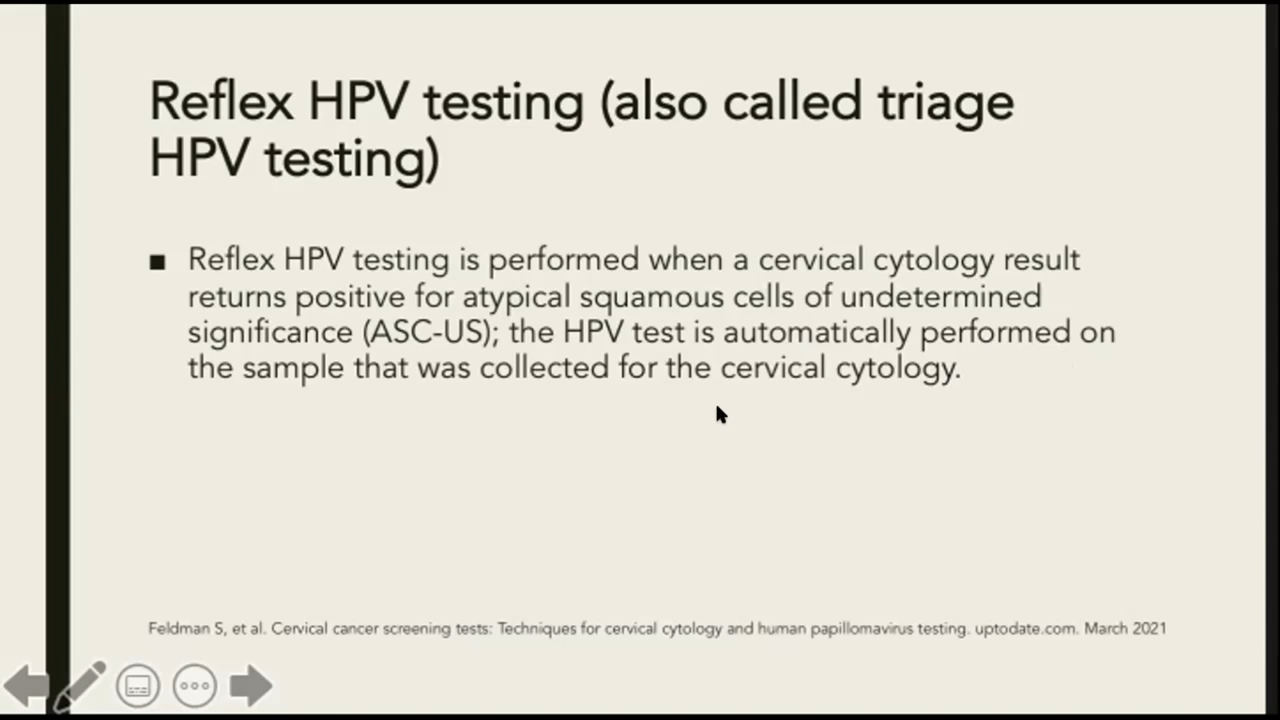 Reflex HPV testing (also called triage
HPV testing)
■ Reflex HPV testing is performed when a cervical cytology result
returns positive for atypical squamous cells of undetermined
significance (ASC-US); the HPV test is automatically performed on
the sample that was collected for the cervical cytology.
Feldman S, et al. Cervical cancer screening tests: Techniques for cervical cytology and human papillomavirus testing. uptodate.com. March 2021